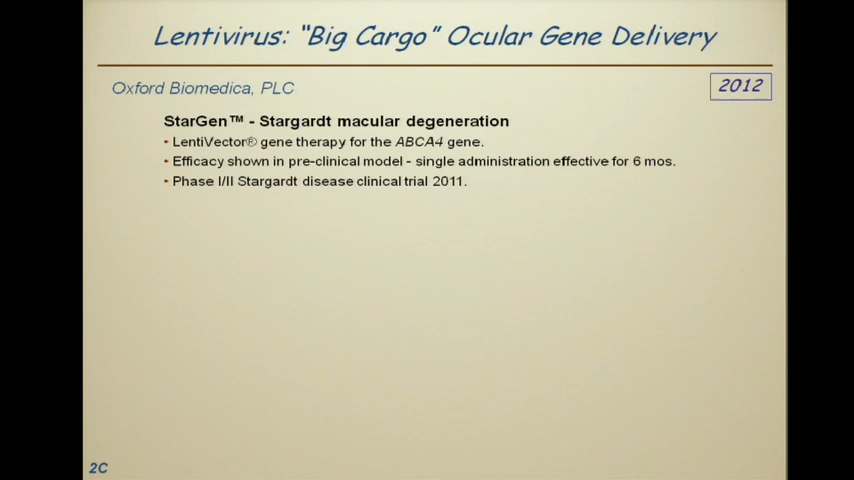 Lentivirus: "Big Cargo" Ocular Gene Delivery
Oxford Biomedica, PLC
2012
StarGen™ - Stargardt macular degeneration
• LentiVector® gene therapy for the ABCA4 gene.
• Efficacy shown in pre-clinical model - single administration effective for 6 mos.
• Phase I/II Stargardt disease clinical trial 2011.
2C